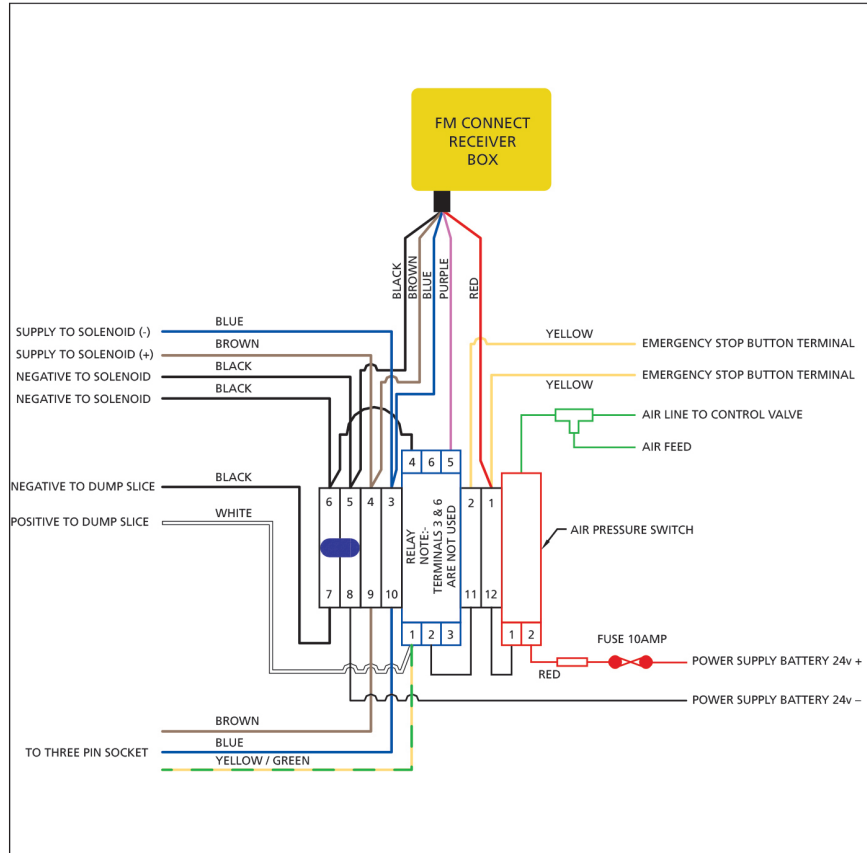 FM CONNECT
RECEIVER
BOX
BLACK
BROWN
BLUE
PURPLE
RED
SUPPLY TO SOLENOID (-)
BLUE
SUPPLY TO SOLENOID (+)
BROWN
NEGATIVE TO SOLENOID
BLACK
NEGATIVE TO SOLENOID
BLACK
YELLOW
EMERGENCY STOP BUTTON TERMINAL
EMERGENCY STOP BUTTON TERMINAL
YELLOW
AIR LINE TO CONTROL VALVE
AIR FEED
4 6 5
NEGATIVE TO DUMP SLICE
BLACK
6 5 4 3
2 1
POSITIVE TO DUMP SLICE
WHITE
RELAY
NOTE:-
TERMINALS 3 & 6
ARE NOT USED
AIR PRESSURE SWITCH
7 8 9 10
11 12
1 2 3
1 2
FUSE 10AMP
RED
POWER SUPPLY BATTERY 24v +
POWER SUPPLY BATTERY 24v –
BROWN
TO THREE PIN SOCKET
BLUE
YELLOW / GREEN